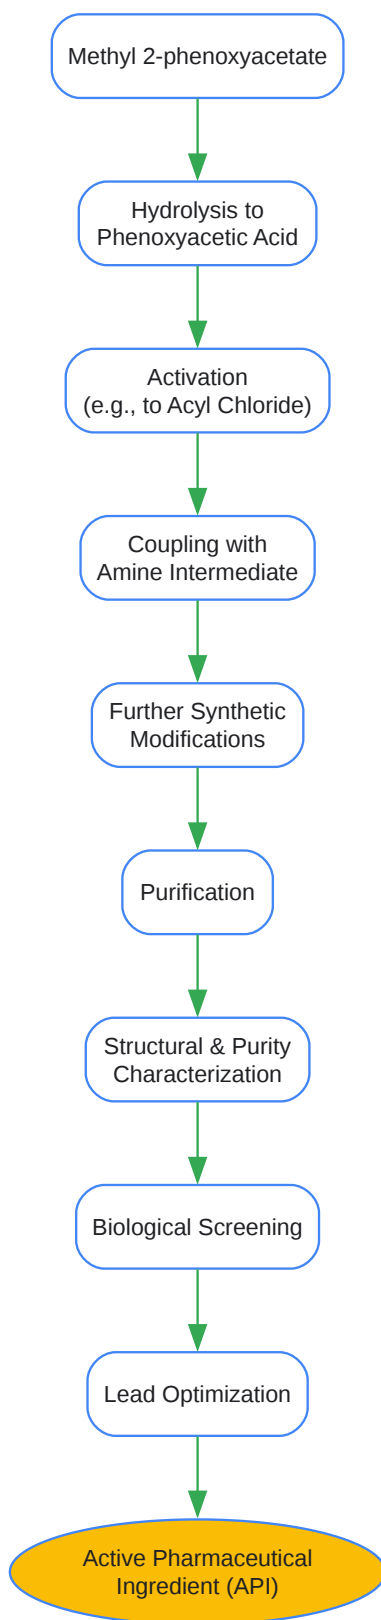 Methyl 2-phenoxyacetate
Hydrolysis to
Phenoxyacetic Acid
Activation
(e.g., to Acyl Chloride)
Coupling with
Amine Intermediate
Further Synthetic
Modifications
Purification
Structural & Purity
Characterization
Biological Screening
Lead Optimization
Active Pharmaceutical
Ingredient (API)